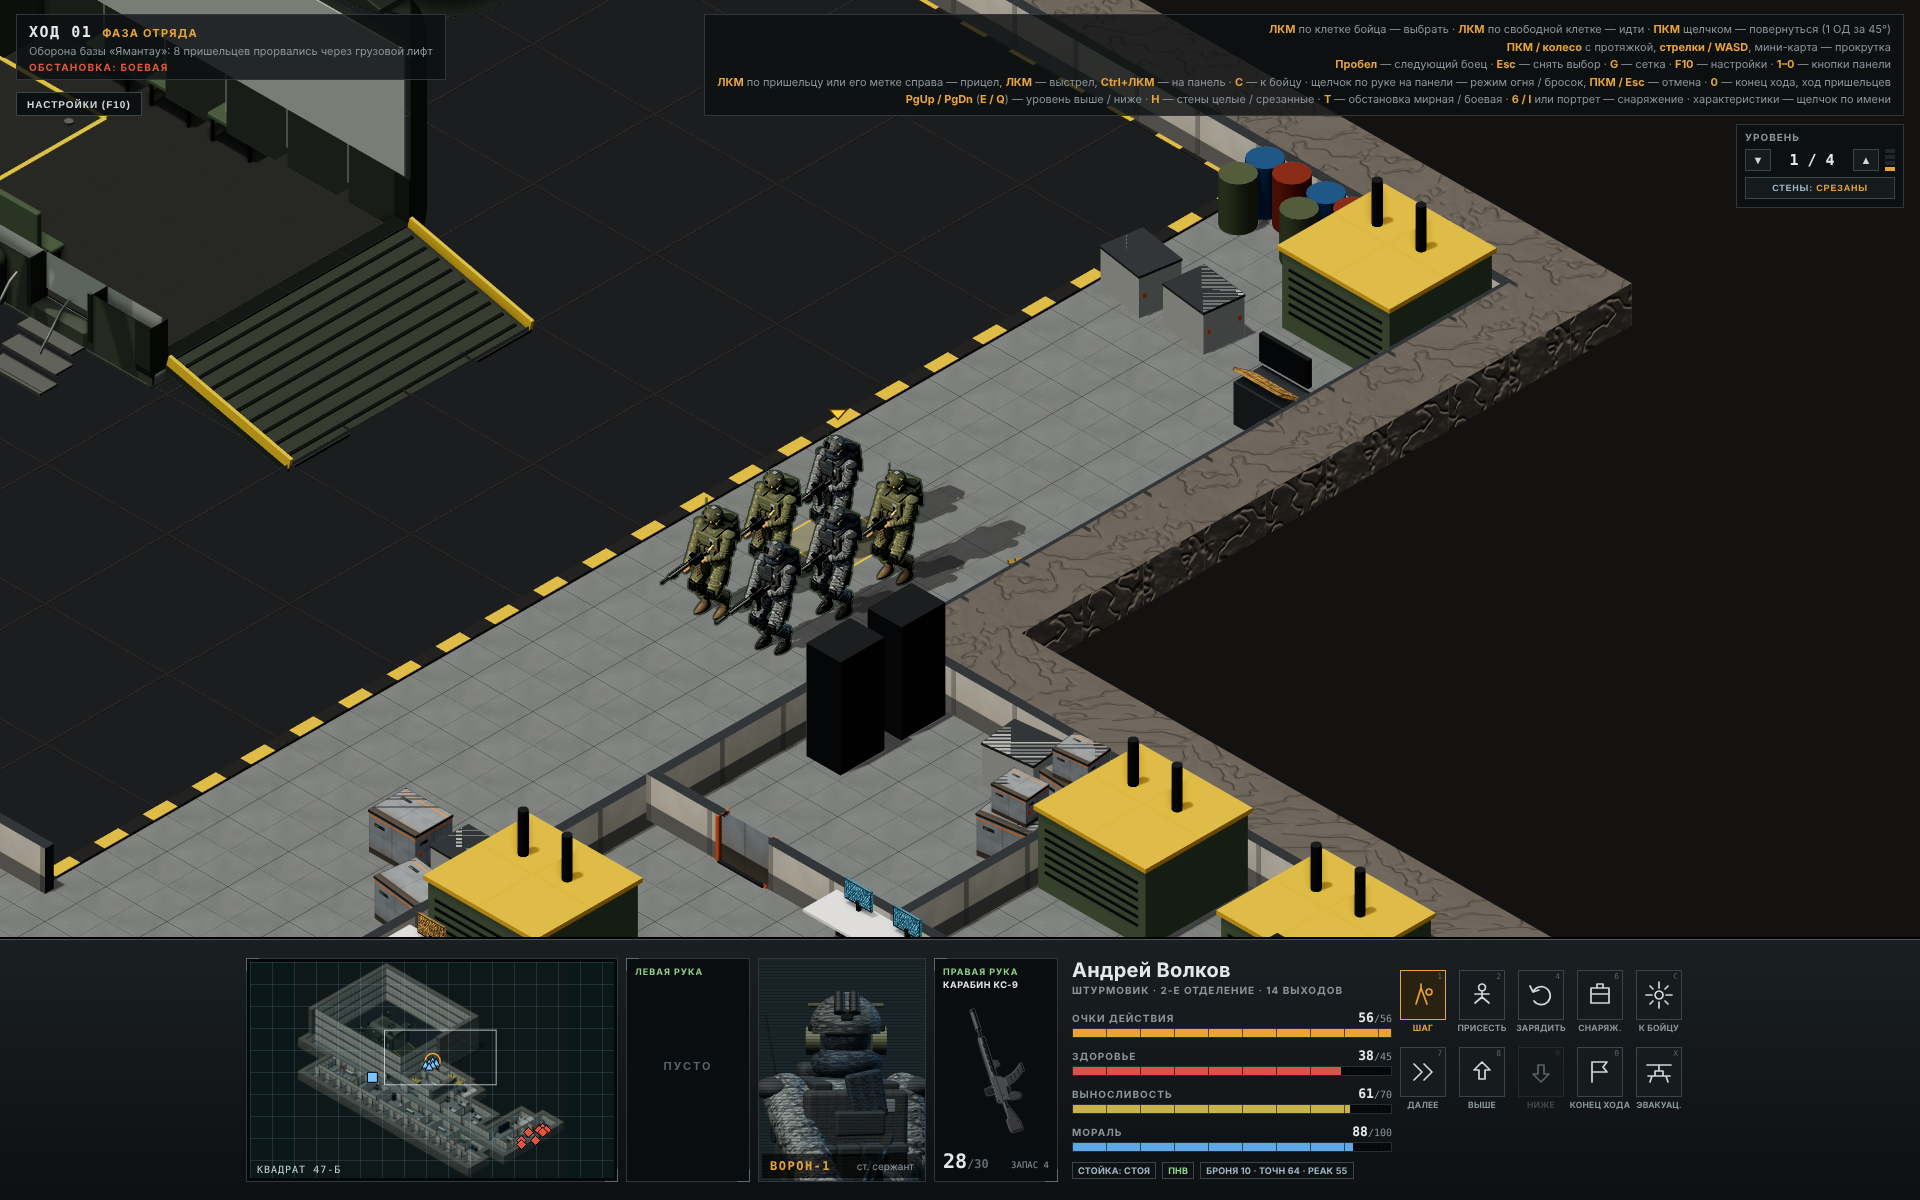 ХОД 01 ФАЗА ОТРЯДА
Оборона базы «Ямантау»: 8 пришельцев прорвались через грузовой лифт
ОБСТАНОВКА: БОЕВАЯ
НАСТРОЙКИ (F10)
ЛКМ по клетке бойца — выбрать · ЛКМ по свободной клетке — идти · ПКМ щелчком — повернуться (1 ОД за 45°)
ПКМ / колесо с протяжкой, стрелки / WASD, мини-карта — прокрутка
Пробел — следующий боец · Esc — снять выбор · G — сетка · F10 — настройки · 1–0 — кнопки панели
ЛКМ по пришельцу или его метке справа — прицел, ЛКМ — выстрел, Ctrl+ЛКМ — на панель · C — к бойцу · щелчок по руке на панели — режим огня / бросок, ПКМ / Esc — отмена · 0 — конец хода, ход пришельцев
PgUp / PgDn (E / Q) — уровень выше / ниже · H — стены целые / срезанные · T — обстановка мирная / боевая · 6 / I или портрет — снаряжение · характеристики — щелчок по имени
УРОВЕНЬ
▼ 1 / 4 ▲
СТЕНЫ: СРЕЗАНЫ
КВАДРАТ 47-Б
ЛЕВАЯ РУКА
ПУСТО
ВОРОН-1 ст. сержант
ПРАВАЯ РУКА
КАРАБИН КС-9
28/30 ЗАПАС 4
Андрей Волков
ШТУРМОВИК · 2-Е ОТДЕЛЕНИЕ · 14 ВЫХОДОВ
ОЧКИ ДЕЙСТВИЯ 56/56
ЗДОРОВЬЕ 38/45
ВЫНОСЛИВОСТЬ 61/70
МОРАЛЬ 88/100
СТОЙКА: СТОЯ ПНВ БРОНЯ 10 · ТОЧН 64 · РЕАК 55
1 2 4 6 C
ШАГ ПРИСЕСТЬ ЗАРЯДИТЬ СНАРЯЖ. К БОЙЦУ
7 8 9 0 X
ДАЛЕЕ ВЫШЕ НИЖЕ КОНЕЦ ХОДА ЭВАКУАЦ.